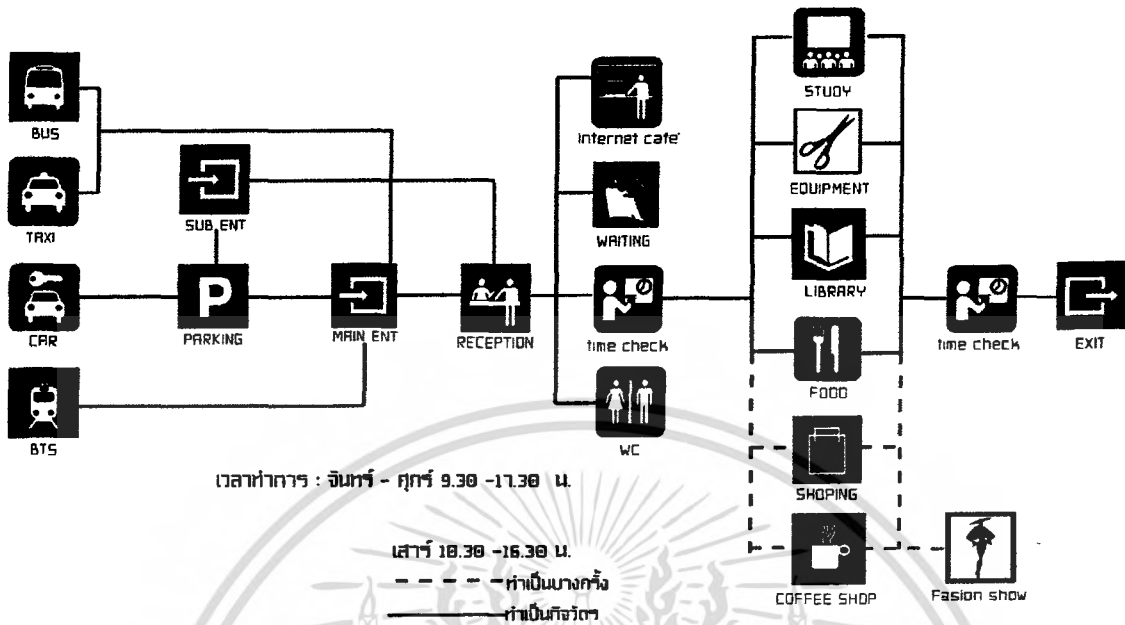 BUS
TAXI
CAR
BTS
SUB ENT
PARKING
P
MAIN ENT
RECEPTION
Internet cafe'
WAITING
time check
WC
STUDY
EQUIPMENT
LIBRARY
FOOD
SHOPING
COFFEE SHOP
Fasion show
time check
EXIT
เวลาทำการ : จันทร์ - ศุกร์ 9.30 -17.30 น.
เสาร์ 10.30 -16.30 น.
ทำเป็นบางครั้ง
ทำเป็นกิจวัตร